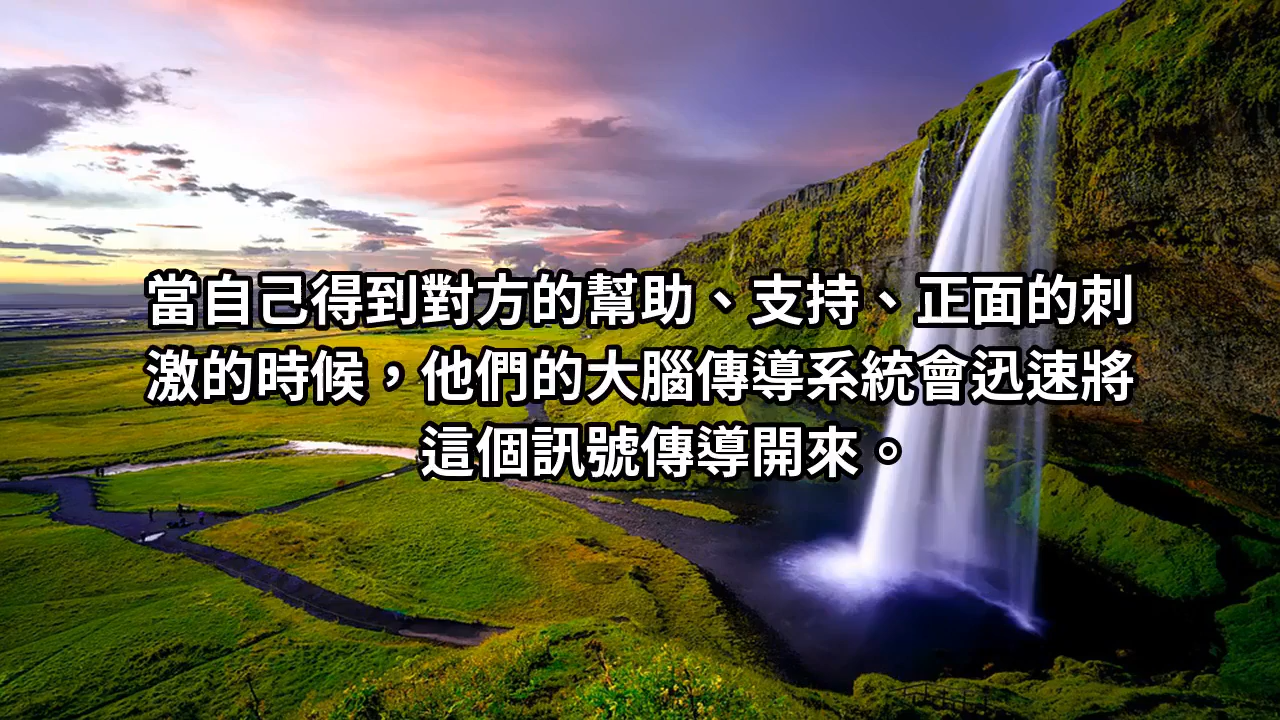 當自己得到對方的幫助、支持、正面的刺
激的時候，他們的大腦傳導系統會迅速將
這個訊號傳導開來。